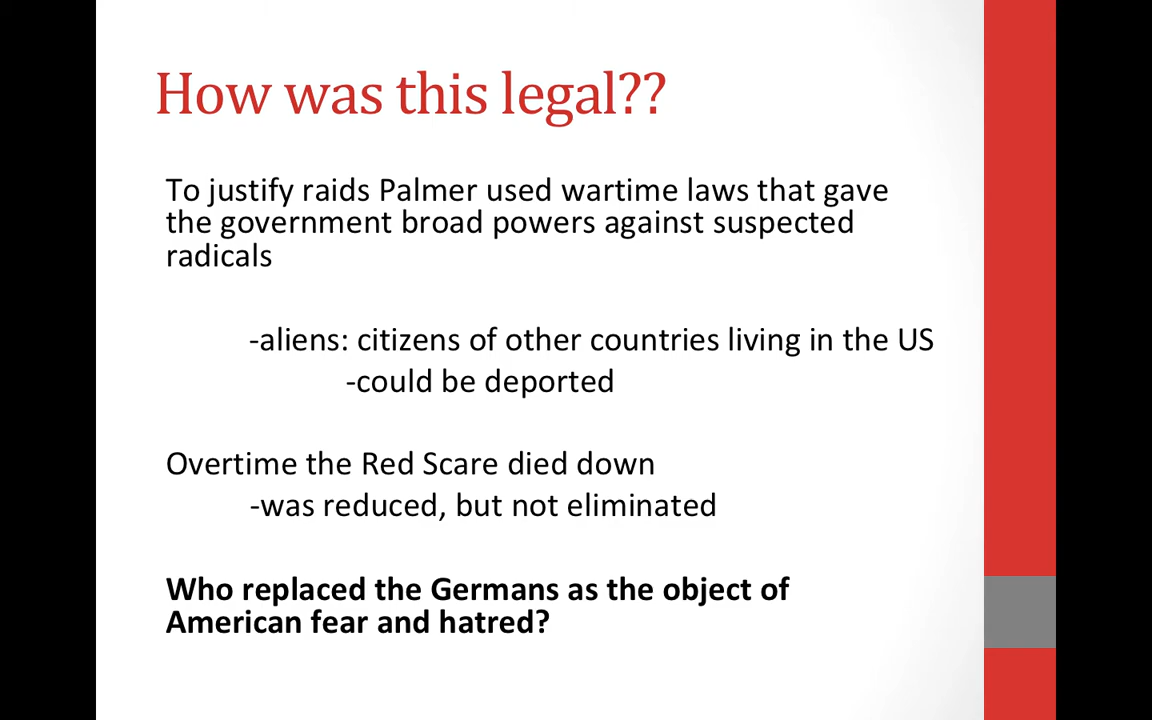 How was this legal??
To justify raids Palmer used wartime laws that gave
the government broad powers against suspected
radicals
-aliens: citizens of other countries living in the US
-could be deported
Overtime the Red Scare died down
-was reduced, but not eliminated
Who replaced the Germans as the object of
American fear and hatred?